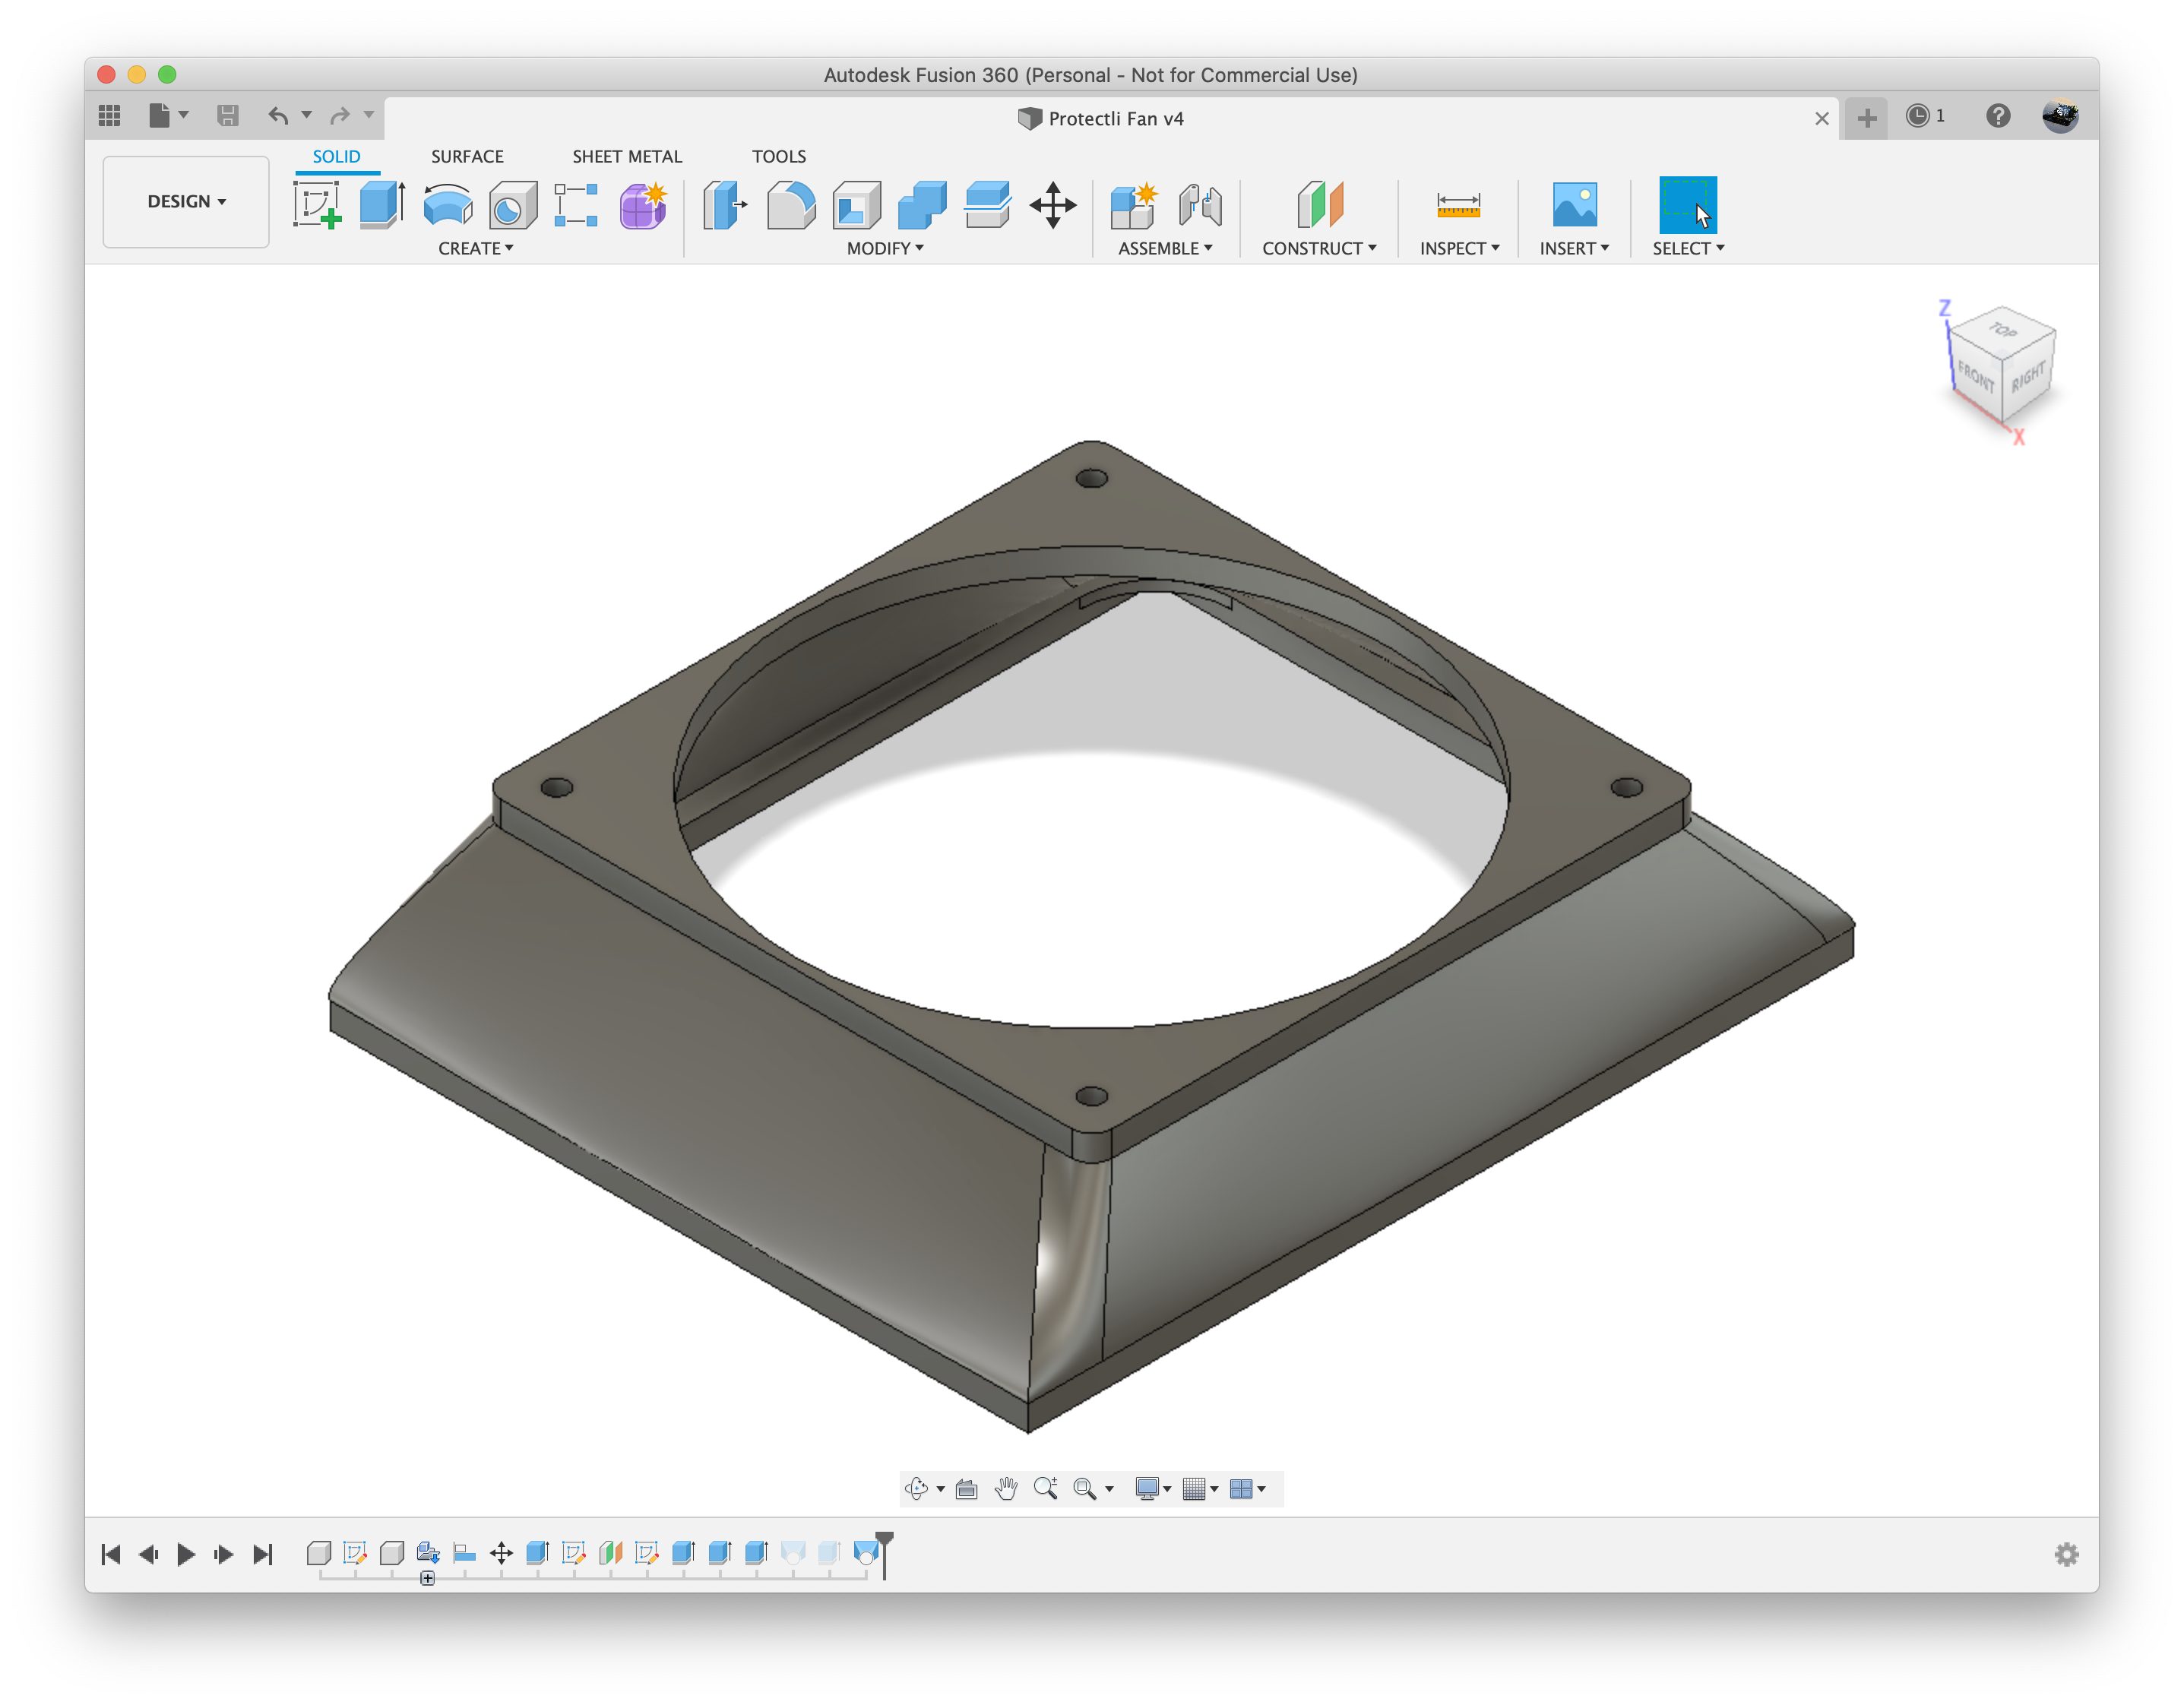 Autodesk Fusion 360 (Personal - Not for Commercial Use)
Protectli Fan v4
1
DESIGN
SOLID SURFACE SHEET METAL TOOLS
CREATE MODIFY ASSEMBLE CONSTRUCT INSPECT INSERT SELECT
Z
TOP
FRONT RIGHT
X